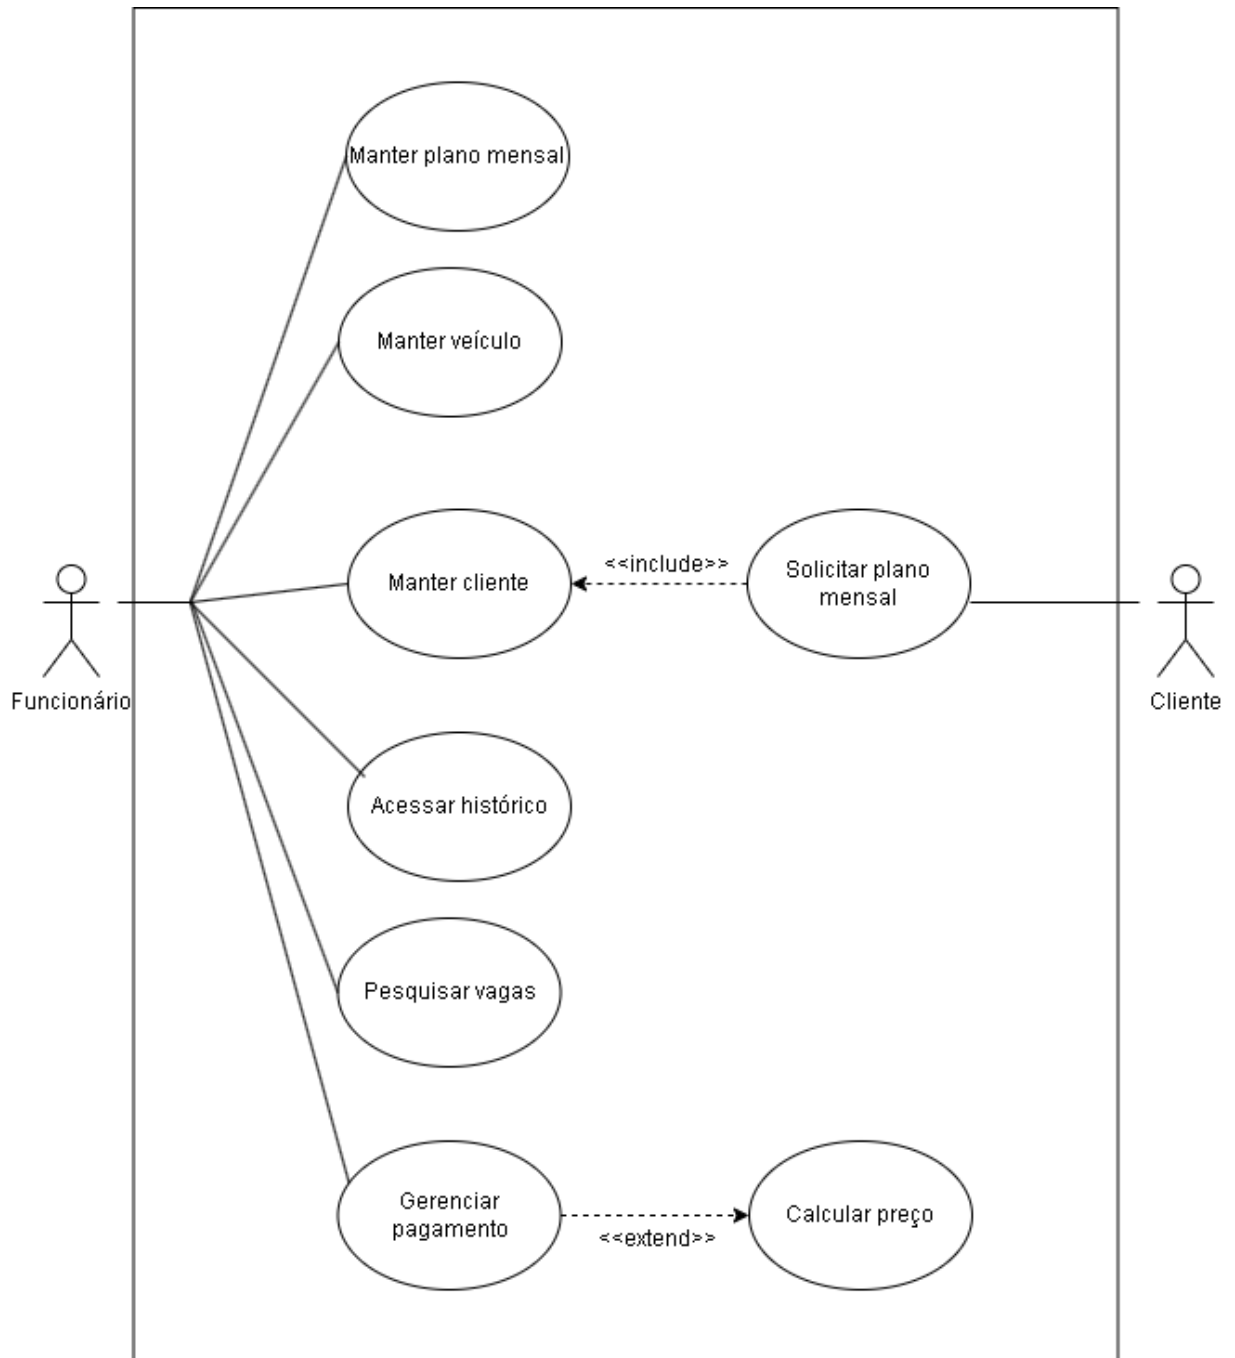 Manter plano mensal
Manter veículo
Manter cliente
<<include>>
Solicitar plano
mensal
Funcionário
Cliente
Acessar histórico
Pesquisar vagas
Gerenciar
pagamento
<<extend>>
Calcular preço